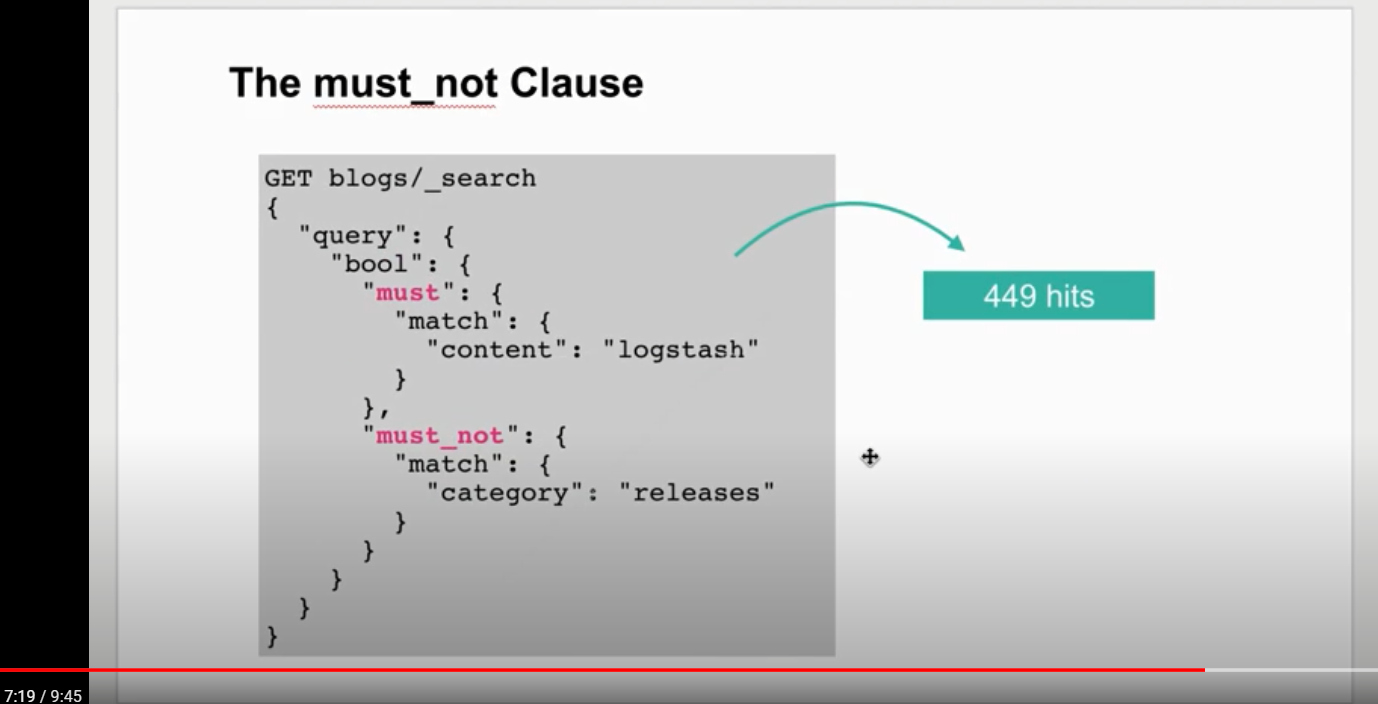 The must_not Clause
GET blogs/_search
{
  "query": {
    "bool": {
      "must": {
        "match": {
          "content": "logstash"
        }
      },
      "must_not": {
        "match": {
          "category": "releases"
        }
      }
    }
  }
}
449 hits
7:19 / 9:45